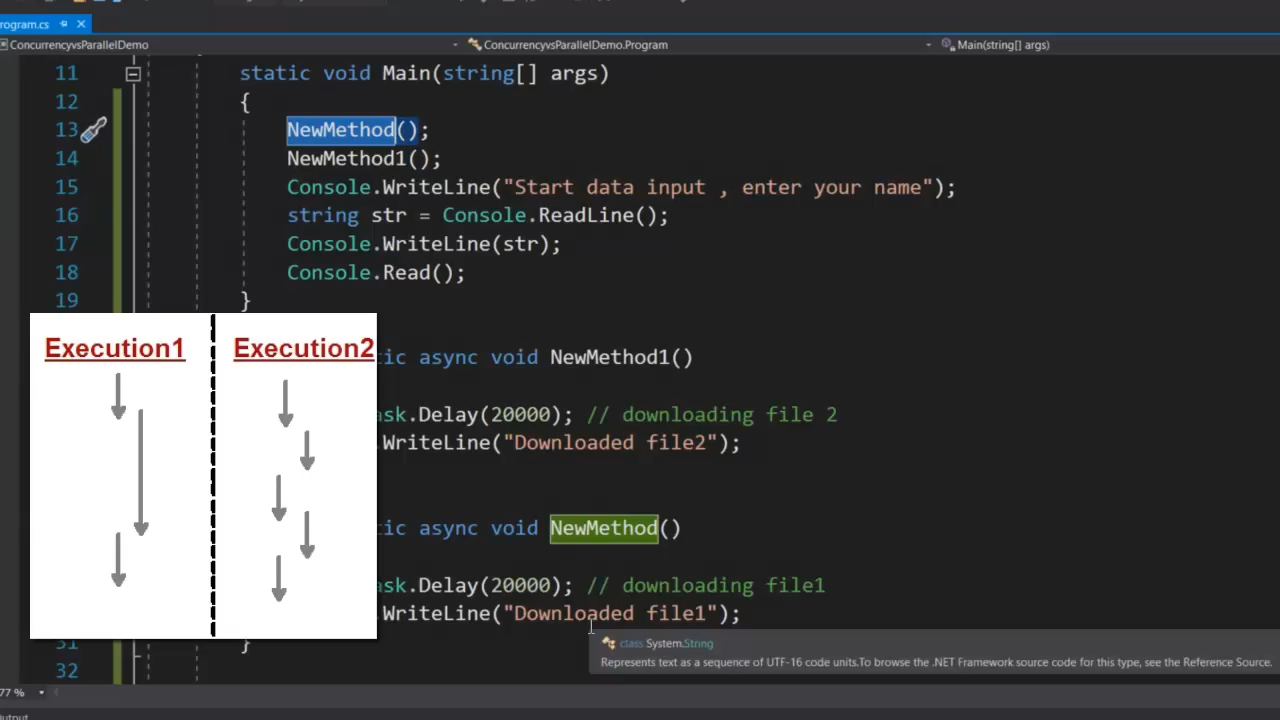 rogram.cs
ConcurrencyvsParallelDemo
ConcurrencyvsParallelDemo.Program
Main(string[] args)
11 static void Main(string[] args)
12 {
13 NewMethod();
14 NewMethod1();
15 Console.WriteLine("Start data input , enter your name");
16 string str = Console.ReadLine();
17 Console.WriteLine(str);
18 Console.Read();
19 }
Execution1 Execution2
tic async void NewMethod1()
ask.Delay(20000); // downloading file 2
.WriteLine("Downloaded file2");
tic async void NewMethod()
ask.Delay(20000); // downloading file1
.WriteLine("Downloaded file1");
31 }
class System.String
Represents text as a sequence of UTF-16 code units.To browse the .NET Framework source code for this type, see the Reference Source.
32
77 %
utput